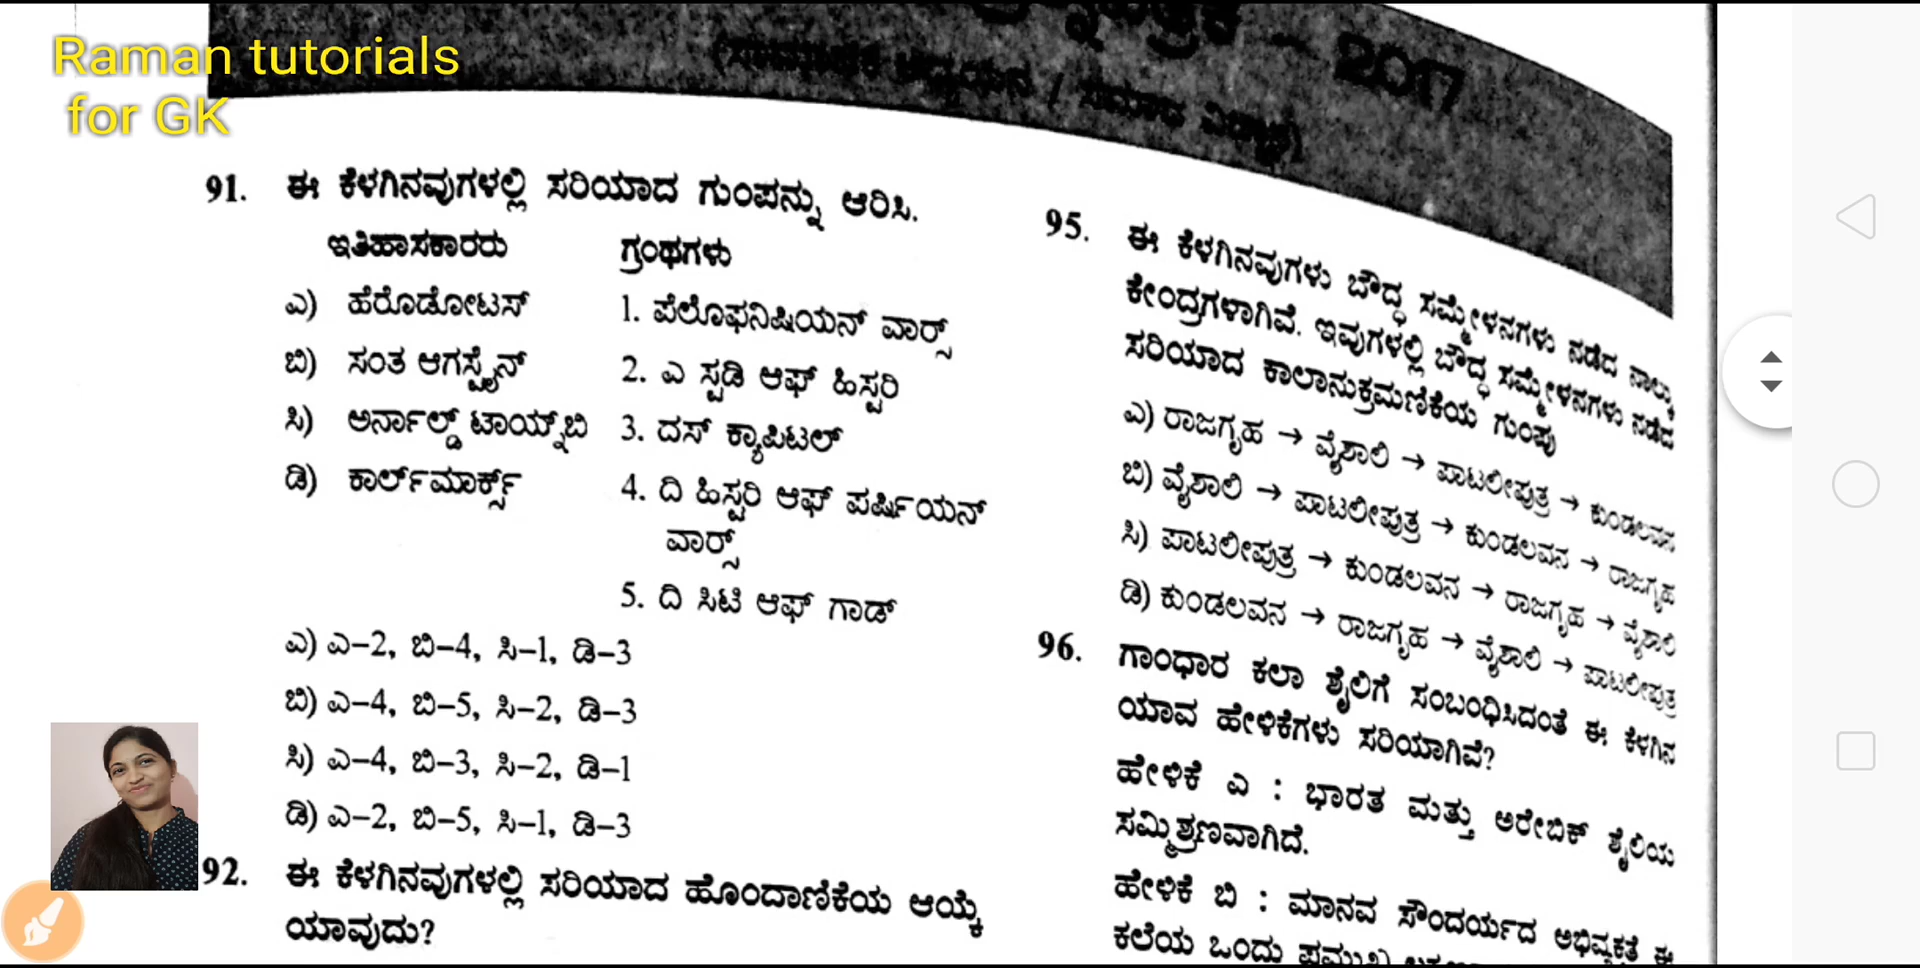 Raman tutorials
for GK
– 2017
91. ಈ ಕೆಳಗಿನವುಗಳಲ್ಲಿ ಸರಿಯಾದ ಗುಂಪನ್ನು ಆರಿಸಿ.
ಇತಿಹಾಸಕಾರರು ಗ್ರಂಥಗಳು
ಎ) ಹೆರೊಡೋಟಸ್ 1. ಪೆಲೊಫನಿಷಿಯನ್ ವಾರ್ಸ್
ಬಿ) ಸಂತ ಆಗಸ್ಟೈನ್ 2. ಎ ಸ್ಟಡಿ ಆಫ್ ಹಿಸ್ಟರಿ
ಸಿ) ಅರ್ನಾಲ್ಡ್ ಟಾಯ್ನ್‌ಬಿ 3. ದಸ್ ಕ್ಯಾಪಿಟಲ್
ಡಿ) ಕಾರ್ಲ್‌ಮಾರ್ಕ್ಸ್ 4. ದಿ ಹಿಸ್ಟರಿ ಆಫ್ ಪರ್ಷಿಯನ್
ವಾರ್ಸ್
5. ದಿ ಸಿಟಿ ಆಫ್ ಗಾಡ್
ಎ) ಎ–2, ಬಿ–4, ಸಿ–1, ಡಿ–3
ಬಿ) ಎ–4, ಬಿ–5, ಸಿ–2, ಡಿ–3
ಸಿ) ಎ–4, ಬಿ–3, ಸಿ–2, ಡಿ–1
ಡಿ) ಎ–2, ಬಿ–5, ಸಿ–1, ಡಿ–3
92. ಈ ಕೆಳಗಿನವುಗಳಲ್ಲಿ ಸರಿಯಾದ ಹೊಂದಾಣಿಕೆಯ ಆಯ್ಕೆ
ಯಾವುದು?
95. ಈ ಕೆಳಗಿನವುಗಳು ಬೌದ್ಧ ಸಮ್ಮೇಳನಗಳು ನಡೆದ ನಾಲ್ಕು
ಕೇಂದ್ರಗಳಾಗಿವೆ. ಇವುಗಳಲ್ಲಿ ಬೌದ್ಧ ಸಮ್ಮೇಳನಗಳು ನಡೆದ
ಸರಿಯಾದ ಕಾಲಾನುಕ್ರಮಣಿಕೆಯ ಗುಂಪು
ಎ) ರಾಜಗೃಹ → ವೈಶಾಲಿ → ಪಾಟಲೀಪುತ್ರ → ಕುಂಡಲವನ
ಬಿ) ವೈಶಾಲಿ → ಪಾಟಲೀಪುತ್ರ → ಕುಂಡಲವನ → ರಾಜಗೃಹ
ಸಿ) ಪಾಟಲೀಪುತ್ರ → ಕುಂಡಲವನ → ರಾಜಗೃಹ → ವೈಶಾಲಿ
ಡಿ) ಕುಂಡಲವನ → ರಾಜಗೃಹ → ವೈಶಾಲಿ → ಪಾಟಲೀಪುತ್ರ
96. ಗಾಂಧಾರ ಕಲಾ ಶೈಲಿಗೆ ಸಂಬಂಧಿಸಿದಂತೆ ಈ ಕೆಳಗಿನ
ಯಾವ ಹೇಳಿಕೆಗಳು ಸರಿಯಾಗಿವೆ?
ಹೇಳಿಕೆ ಎ : ಭಾರತ ಮತ್ತು ಅರೇಬಿಕ್ ಶೈಲಿಯ
ಸಮ್ಮಿಶ್ರಣವಾಗಿದೆ.
ಹೇಳಿಕೆ ಬಿ : ಮಾನವ ಸೌಂದರ್ಯದ ಅಭಿವ್ಯಕ್ತತೆ ಈ
ಕಲೆಯ ಒಂದು ಪ್ರಮುಖ